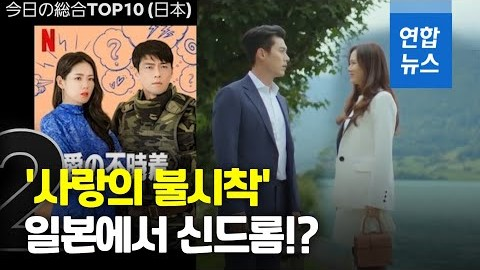 今日の総合TOP10 (日本)
연합
뉴스
N
2
愛の不時着
'사랑의 불시착'
일본에서 신드롬!?